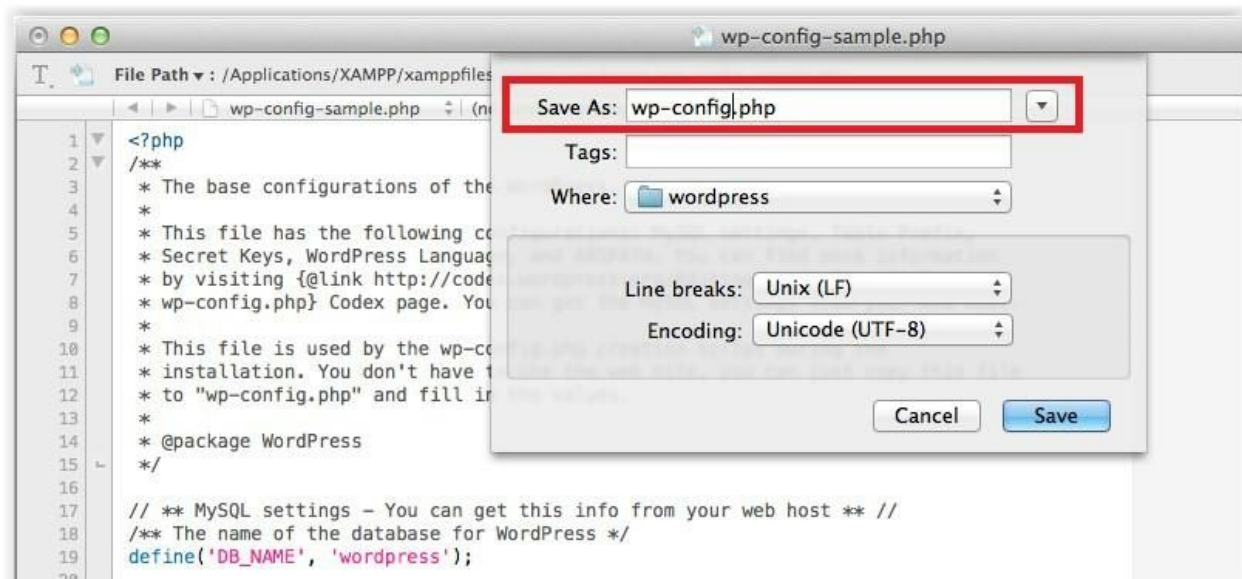 wp-config-sample.php
File Path ▾ : /Applications/XAMPP/xamppfiles
wp-config-sample.php (no
Save As: wp-config.php
Tags:
Where: wordpress
Line breaks: Unix (LF)
Encoding: Unicode (UTF-8)
Cancel Save
1 <?php
2 /**
3 * The base configurations of the
4 *
5 * This file has the following co
6 * Secret Keys, WordPress Languag
7 * by visiting {@link http://code
8 * wp-config.php} Codex page. You
9 *
10 * This file is used by the wp-co
11 * installation. You don't have t
12 * to "wp-config.php" and fill in
13 *
14 * @package WordPress
15 */
16
17 // ** MySQL settings – You can get this info from your web host ** //
18 /** The name of the database for WordPress */
19 define('DB_NAME', 'wordpress');